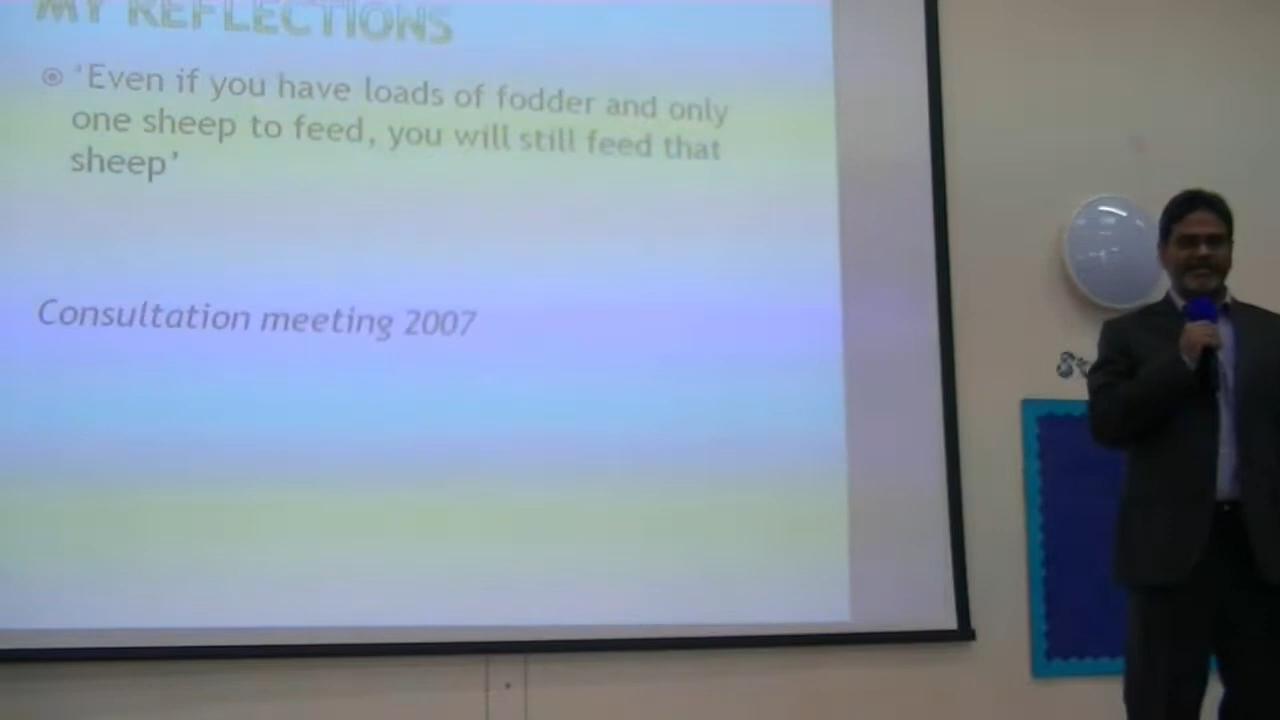 MY REFLECTIONS
‘Even if you have loads of fodder and only
one sheep to feed, you will still feed that
sheep’
Consultation meeting 2007